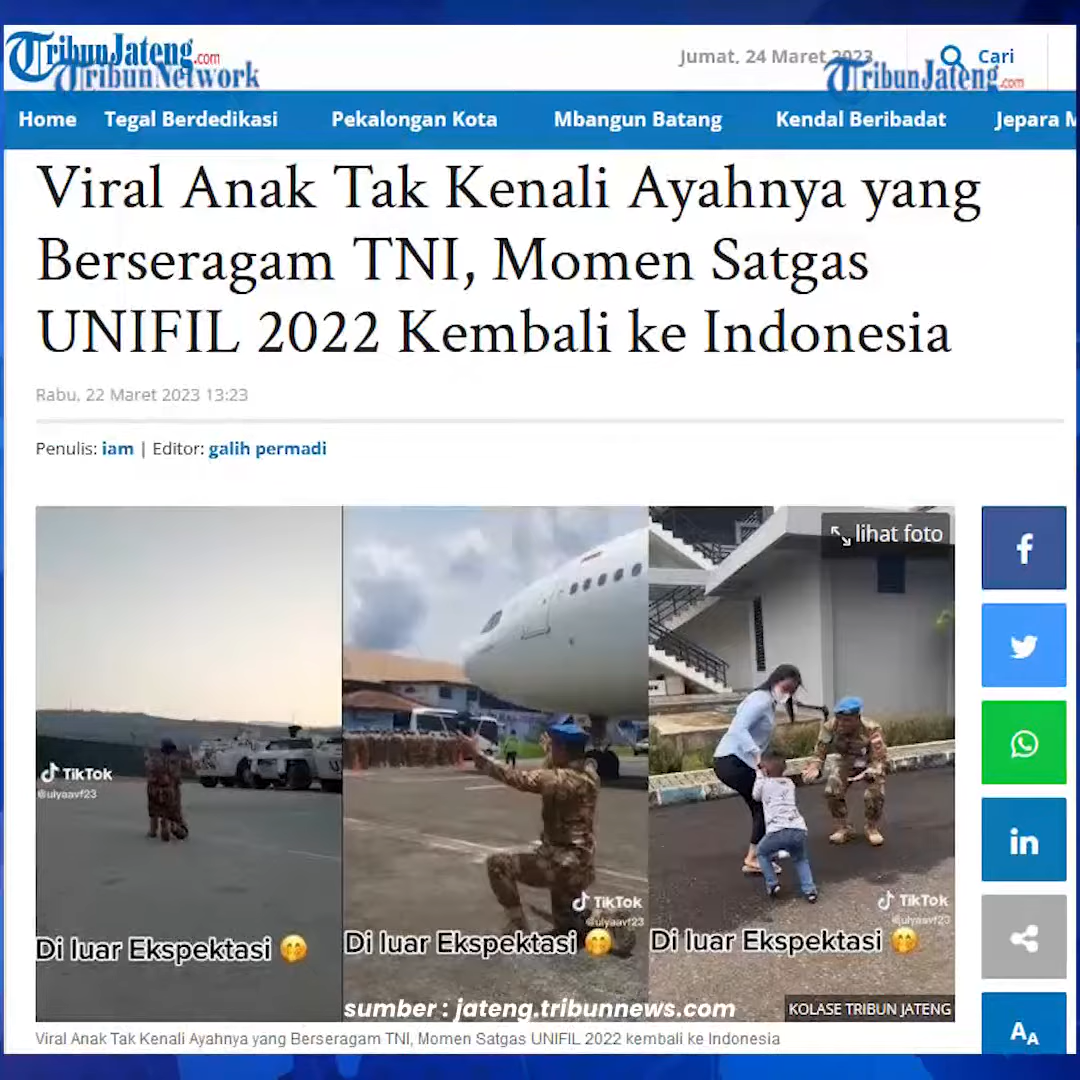 TribunJateng.com
TribunNetwork
Jumat, 24 Maret 2023
Cari
TribunJateng.com
Home Tegal Berdedikasi Pekalongan Kota Mbangun Batang Kendal Beribadat Jepara M
Viral Anak Tak Kenali Ayahnya yang
Berseragam TNI, Momen Satgas
UNIFIL 2022 Kembali ke Indonesia
Rabu, 22 Maret 2023 13:23
Penulis: iam | Editor: galih permadi
lihat foto
TikTok
@ulyaavf23
Di luar Ekspektasi 🤭
TikTok
@ulyaavf23
Di luar Ekspektasi 🤭
TikTok
@ulyaavf23
Di luar Ekspektasi 🤭
sumber : jateng.tribunnews.com
KOLASE TRIBUN JATENG
Viral Anak Tak Kenali Ayahnya yang Berseragam TNI, Momen Satgas UNIFIL 2022 kembali ke Indonesia
f
in
AA